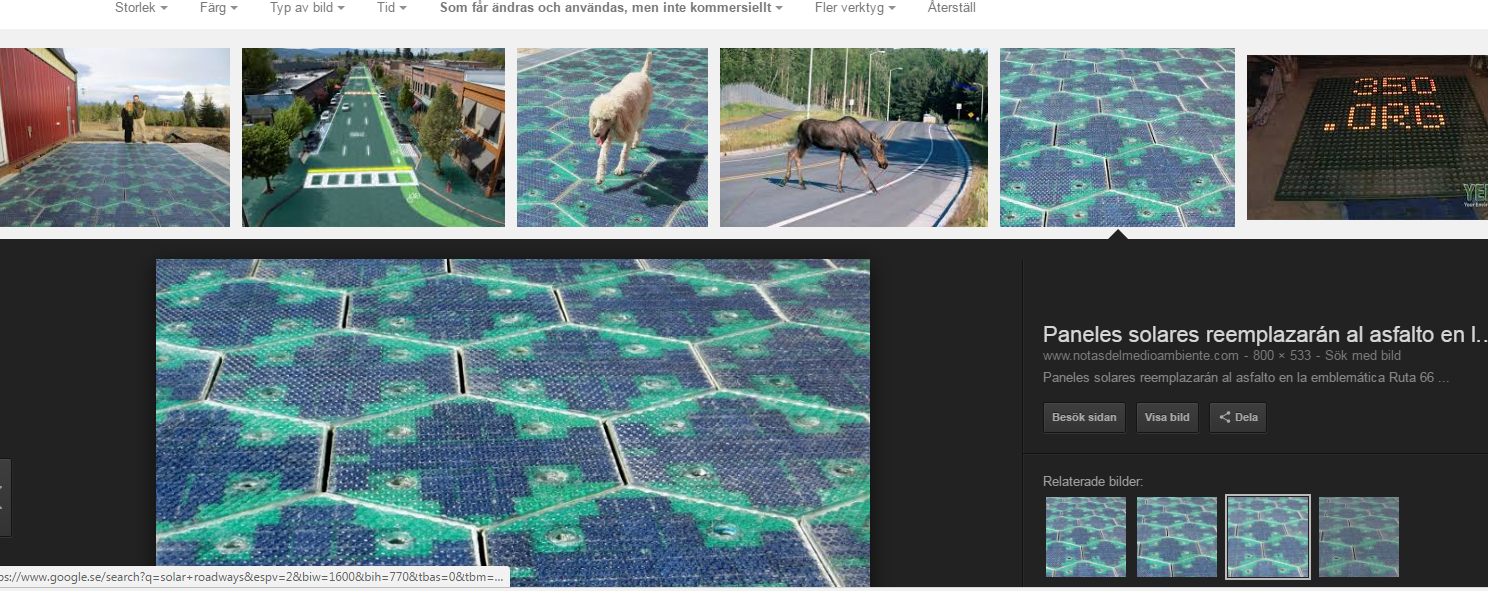 Storlek Färg Typ av bild Tid Som får ändras och användas, men inte kommersiellt Fler verktyg Återställ
350
.ORG
Paneles solares reemplazarán al asfalto en l...
www.notasdelmedioambiente.com - 800 × 533 - Sök med bild
Paneles solares reemplazarán al asfalto en la emblemática Ruta 66 ...
Besök sidan Visa bild Dela
Relaterade bilder:
ps://www.google.se/search?q=solar+roadways&espv=2&biw=1600&bih=770&tbas=0&tbm=...